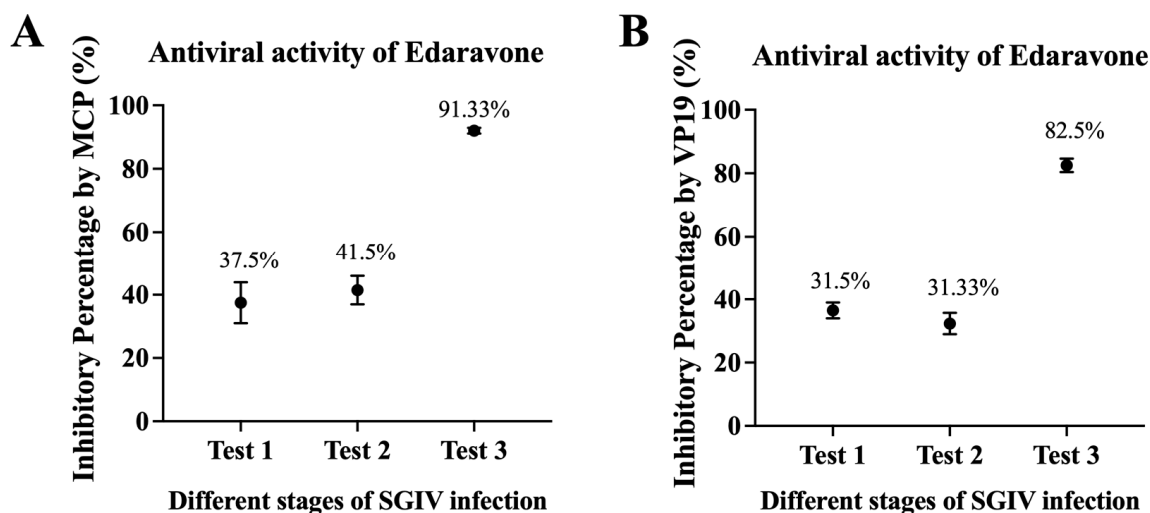 A
Antiviral activity of Edaravone
Inhibitory Percentage by MCP (%)
100
80
60
40
20
0
37.5%
41.5%
91.33%
Test 1
Test 2
Test 3
Different stages of SGIV infection
B
Antiviral activity of Edaravone
Inhibitory Percentage by VP19 (%)
100
80
60
40
20
0
31.5%
31.33%
82.5%
Test 1
Test 2
Test 3
Different stages of SGIV infection